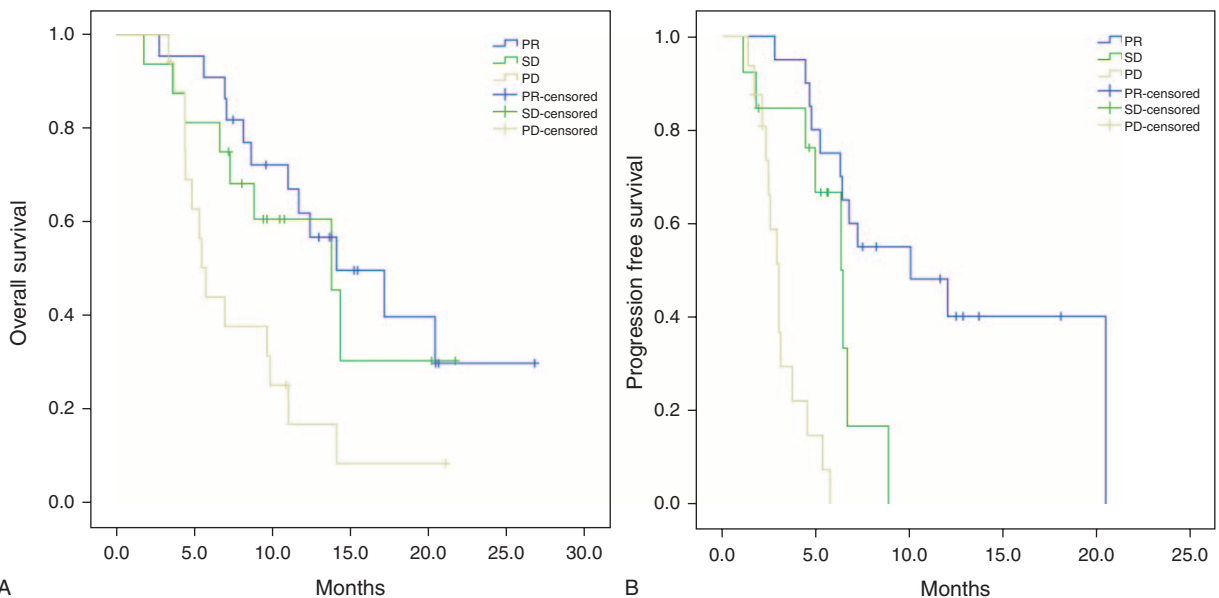 1.0
0.8
0.6
0.4
0.2
0.0
Overall survival
0.0 5.0 10.0 15.0 20.0 25.0 30.0
Months
A
PR
SD
PD
PR-censored
SD-censored
PD-censored
1.0
0.8
0.6
0.4
0.2
0.0
Progression free survival
0.0 5.0 10.0 15.0 20.0 25.0
Months
B
PR
SD
PD
PR-censored
SD-censored
PD-censored